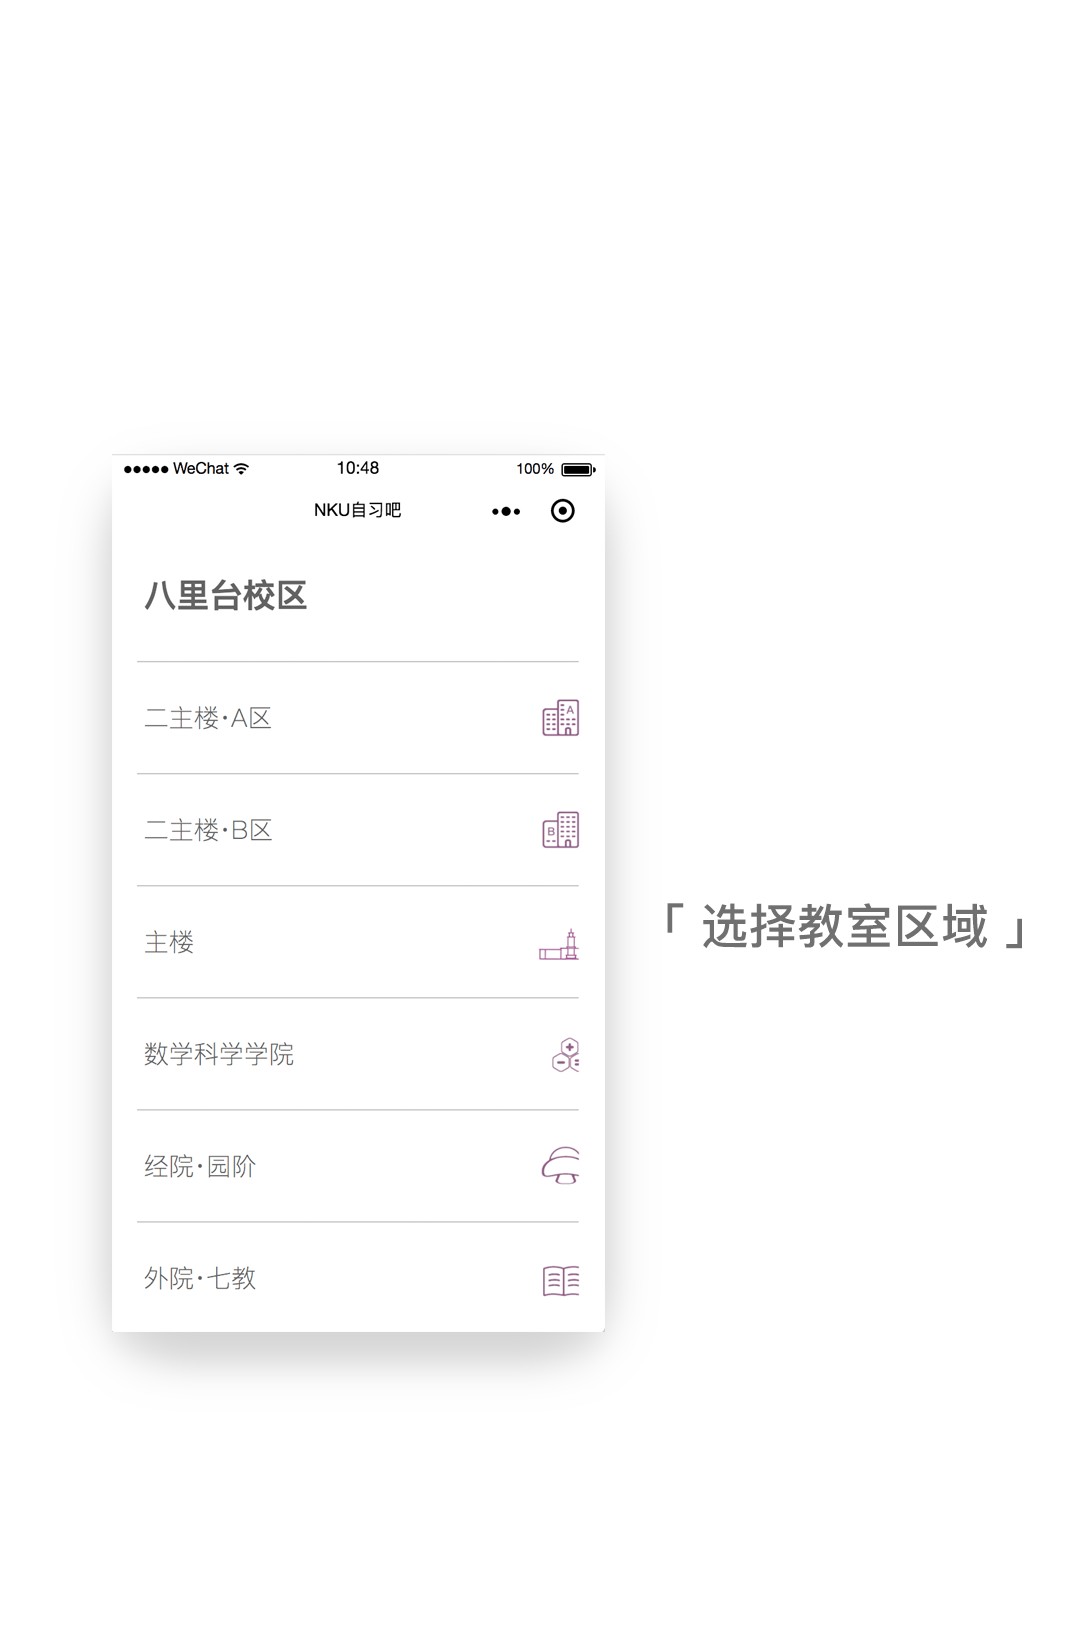 WeChat 10:48 100%
NKU自习吧
八里台校区
二主楼·A区
A
二主楼·B区
B
主楼
「 选择教室区域 」
数学科学学院
经院·园阶
外院·七教